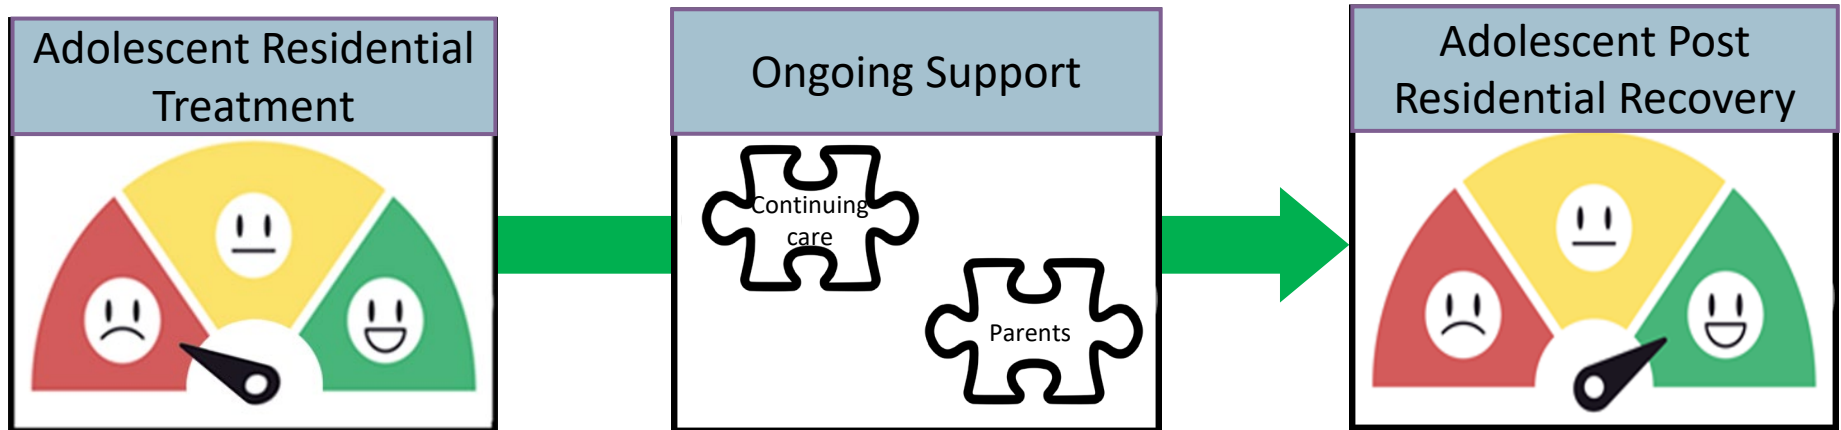 Adolescent Residential
Treatment
Ongoing Support
Continuing
care
Parents
Adolescent Post
Residential Recovery